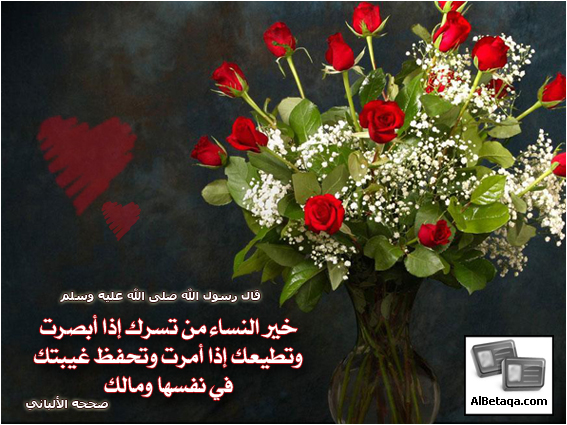 قال رسول الله صلى الله عليه وسلم
خير النساء من تسرك إذا أبصرت
وتطيعك إذا أمرت وتحفظ غيبتك
في نفسها ومالك
صححه الألباني
AlBetaqa.com